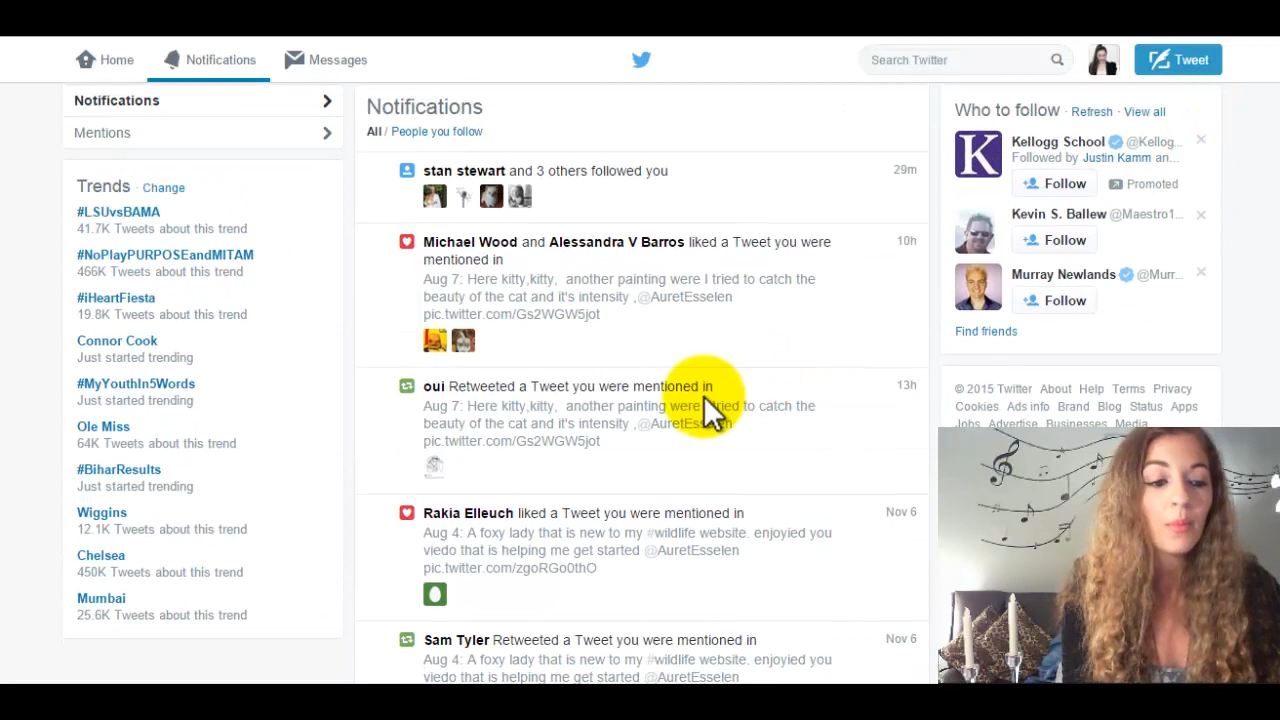 Home
Notifications
Messages
Search Twitter
Tweet
Notifications
Mentions
Trends · Change
#LSUvsBAMA
41.7K Tweets about this trend
#NoPlayPURPOSEandMITAM
466K Tweets about this trend
#iHeartFiesta
19.8K Tweets about this trend
Connor Cook
Just started trending
#MyYouthIn5Words
Just started trending
Ole Miss
64K Tweets about this trend
#BiharResults
Just started trending
Wiggins
12.1K Tweets about this trend
Chelsea
450K Tweets about this trend
Mumbai
25.6K Tweets about this trend
Notifications
All / People you follow
stan stewart and 3 others followed you
29m
Michael Wood and Alessandra V Barros liked a Tweet you were
mentioned in
10h
Aug 7: Here kitty,kitty, another painting were I tried to catch the
beauty of the cat and it's intensity ,@AuretEsselen
pic.twitter.com/Gs2WGW5jot
oui Retweeted a Tweet you were mentioned in
13h
Aug 7: Here kitty,kitty, another painting were I tried to catch the
beauty of the cat and it's intensity ,@AuretEsselen
pic.twitter.com/Gs2WGW5jot
Rakia Elleuch liked a Tweet you were mentioned in
Nov 6
Aug 4: A foxy lady that is new to my #wildlife website. enjoyied you
viedo that is helping me get started @AuretEsselen
pic.twitter.com/zgoRGo0thO
Sam Tyler Retweeted a Tweet you were mentioned in
Nov 6
Aug 4: A foxy lady that is new to my #wildlife website. enjoyied you
viedo that is helping me get started @AuretEsselen
Who to follow · Refresh · View all
K
Kellogg School @Kellog...
Followed by Justin Kamm an...
Follow
Promoted
Kevin S. Ballew @Maestro1...
Follow
Murray Newlands @Murr...
Follow
Find friends
© 2015 Twitter About Help Terms Privacy
Cookies Ads info Brand Blog Status Apps
Jobs Advertise Businesses Media